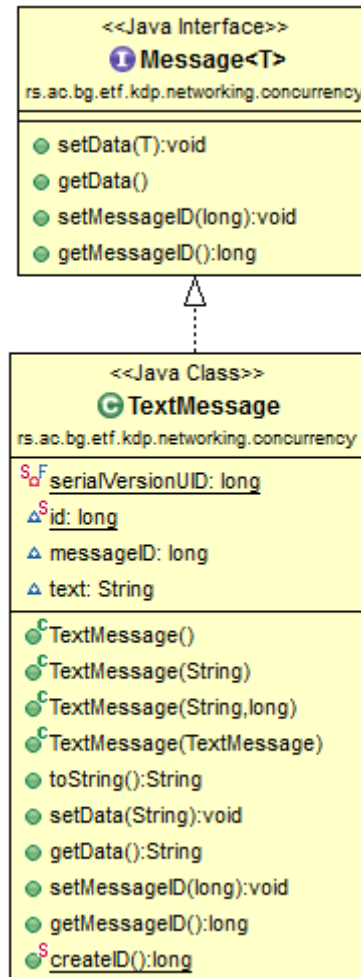 <<Java Interface>>
I Message<T>
rs.ac.bg.etf.kdp.networking.concurrency
setData(T):void
getData()
setMessageID(long):void
getMessageID():long
<<Java Class>>
C TextMessage
rs.ac.bg.etf.kdp.networking.concurrency
S F serialVersionUID: long
S id: long
messageID: long
text: String
C TextMessage()
C TextMessage(String)
C TextMessage(String,long)
C TextMessage(TextMessage)
toString():String
setData(String):void
getData():String
setMessageID(long):void
getMessageID():long
S createID():long